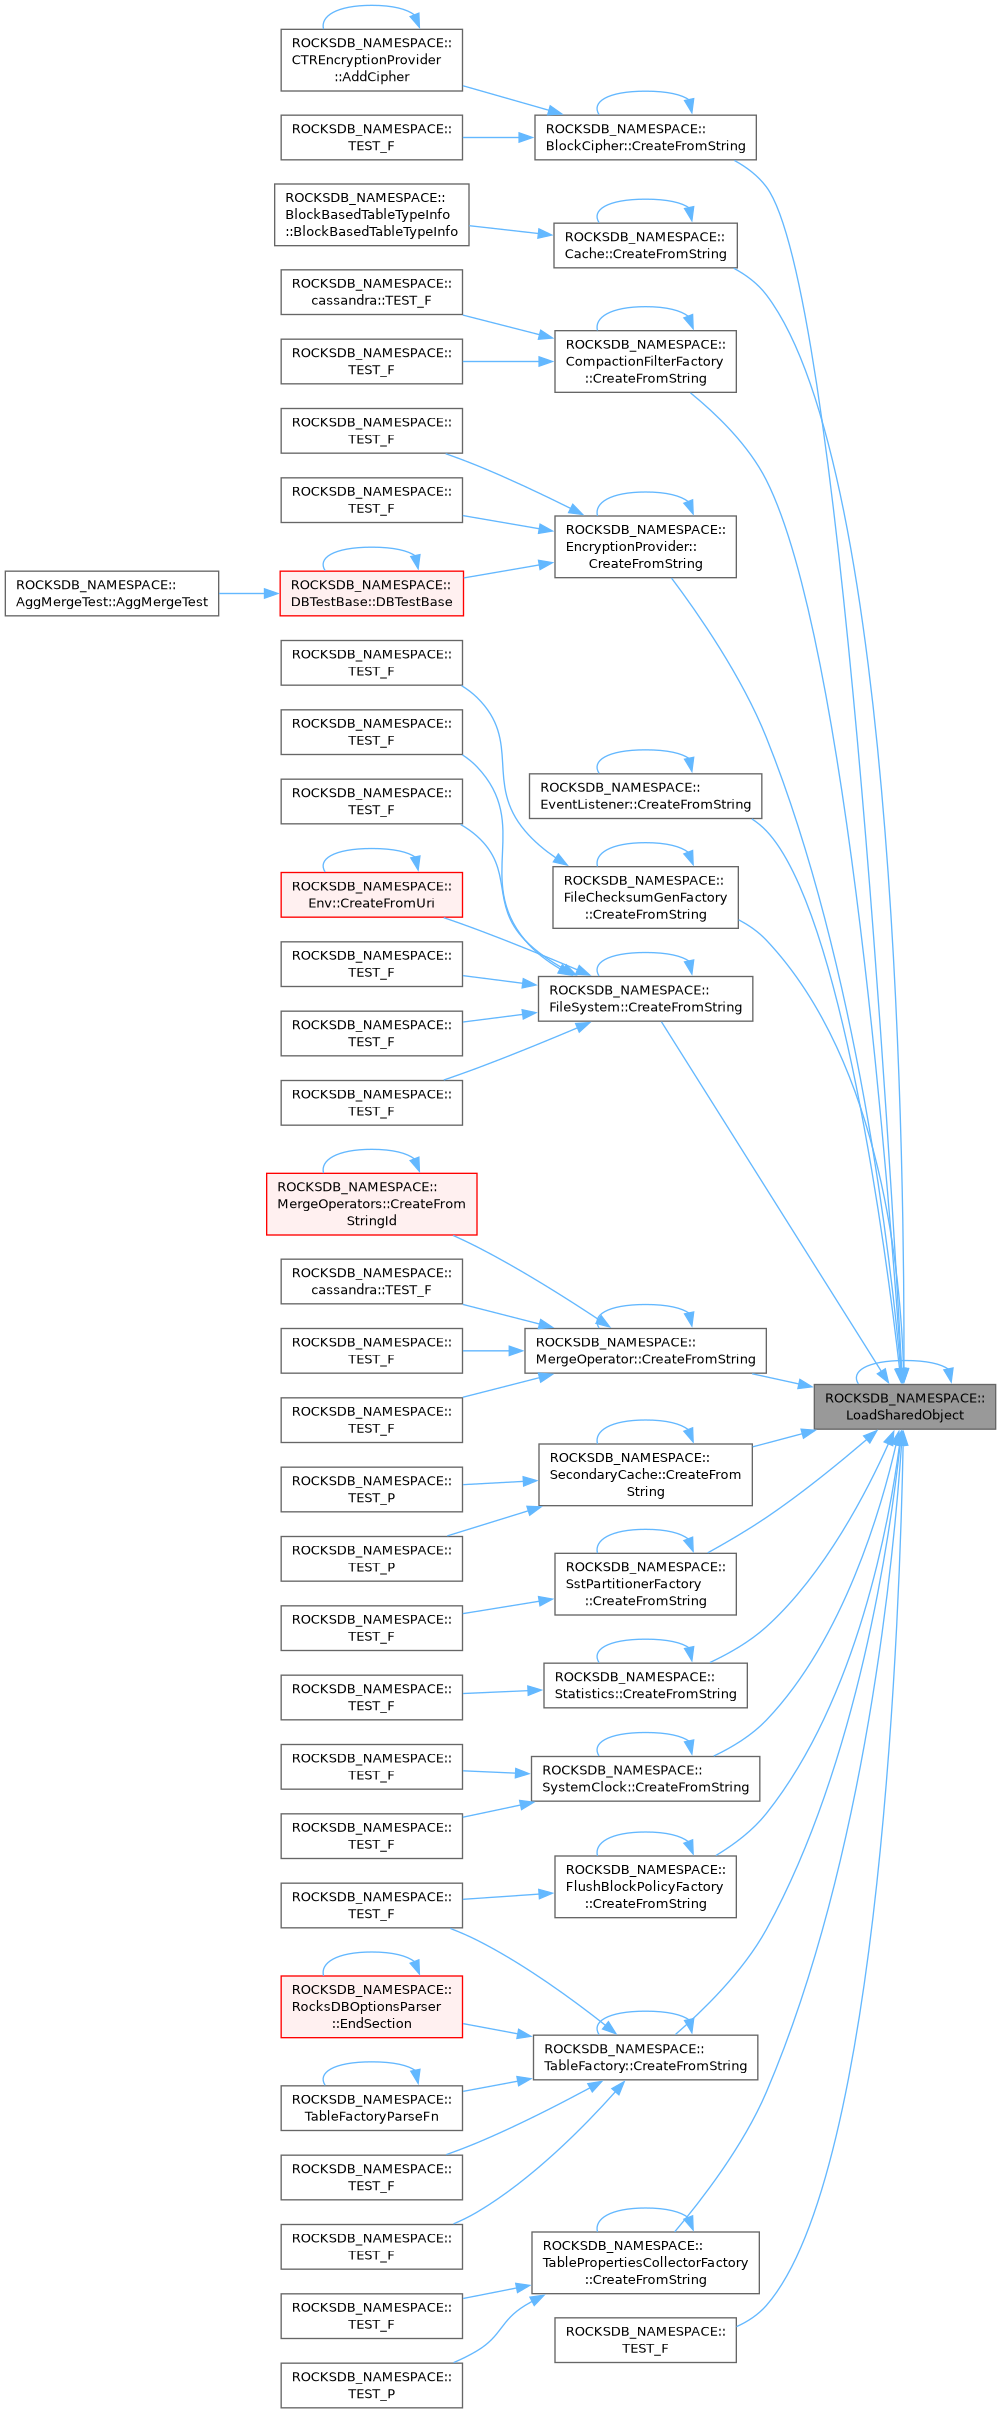 ROCKSDB_NAMESPACE::
CTREncryptionProvider
::AddCipher
ROCKSDB_NAMESPACE::
TEST_F
ROCKSDB_NAMESPACE::
BlockCipher::CreateFromString
ROCKSDB_NAMESPACE::
BlockBasedTableTypeInfo
::BlockBasedTableTypeInfo
ROCKSDB_NAMESPACE::
Cache::CreateFromString
ROCKSDB_NAMESPACE::
cassandra::TEST_F
ROCKSDB_NAMESPACE::
TEST_F
ROCKSDB_NAMESPACE::
CompactionFilterFactory
::CreateFromString
ROCKSDB_NAMESPACE::
TEST_F
ROCKSDB_NAMESPACE::
TEST_F
ROCKSDB_NAMESPACE::
EncryptionProvider::
CreateFromString
ROCKSDB_NAMESPACE::
AggMergeTest::AggMergeTest
ROCKSDB_NAMESPACE::
DBTestBase::DBTestBase
ROCKSDB_NAMESPACE::
TEST_F
ROCKSDB_NAMESPACE::
TEST_F
ROCKSDB_NAMESPACE::
TEST_F
ROCKSDB_NAMESPACE::
EventListener::CreateFromString
ROCKSDB_NAMESPACE::
Env::CreateFromUri
ROCKSDB_NAMESPACE::
FileChecksumGenFactory
::CreateFromString
ROCKSDB_NAMESPACE::
TEST_F
ROCKSDB_NAMESPACE::
FileSystem::CreateFromString
ROCKSDB_NAMESPACE::
TEST_F
ROCKSDB_NAMESPACE::
TEST_F
ROCKSDB_NAMESPACE::
MergeOperators::CreateFrom
StringId
ROCKSDB_NAMESPACE::
cassandra::TEST_F
ROCKSDB_NAMESPACE::
TEST_F
ROCKSDB_NAMESPACE::
MergeOperator::CreateFromString
ROCKSDB_NAMESPACE::
LoadSharedObject
ROCKSDB_NAMESPACE::
TEST_F
ROCKSDB_NAMESPACE::
TEST_P
ROCKSDB_NAMESPACE::
SecondaryCache::CreateFrom
String
ROCKSDB_NAMESPACE::
TEST_P
ROCKSDB_NAMESPACE::
SstPartitionerFactory
::CreateFromString
ROCKSDB_NAMESPACE::
TEST_F
ROCKSDB_NAMESPACE::
TEST_F
ROCKSDB_NAMESPACE::
Statistics::CreateFromString
ROCKSDB_NAMESPACE::
TEST_F
ROCKSDB_NAMESPACE::
SystemClock::CreateFromString
ROCKSDB_NAMESPACE::
TEST_F
ROCKSDB_NAMESPACE::
TEST_F
ROCKSDB_NAMESPACE::
FlushBlockPolicyFactory
::CreateFromString
ROCKSDB_NAMESPACE::
RocksDBOptionsParser
::EndSection
ROCKSDB_NAMESPACE::
TableFactory::CreateFromString
ROCKSDB_NAMESPACE::
TableFactoryParseFn
ROCKSDB_NAMESPACE::
TEST_F
ROCKSDB_NAMESPACE::
TEST_F
ROCKSDB_NAMESPACE::
TablePropertiesCollectorFactory
::CreateFromString
ROCKSDB_NAMESPACE::
TEST_F
ROCKSDB_NAMESPACE::
TEST_F
ROCKSDB_NAMESPACE::
TEST_P